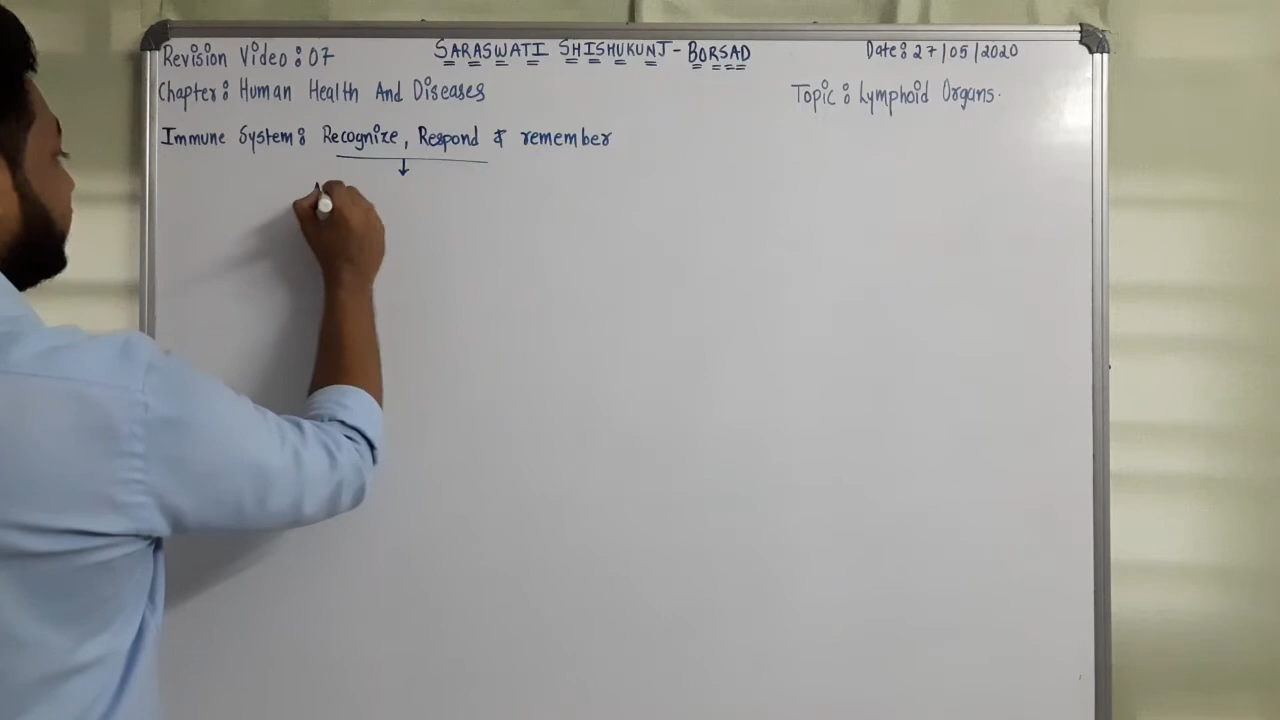 Revision Video : 07 SARASWATI SHISHUKUNJ - BORSAD Date : 27/05/2020
Chapter : Human Health And Diseases Topic : Lymphoid Organs.
Immune System : Recognize, Respond & remember